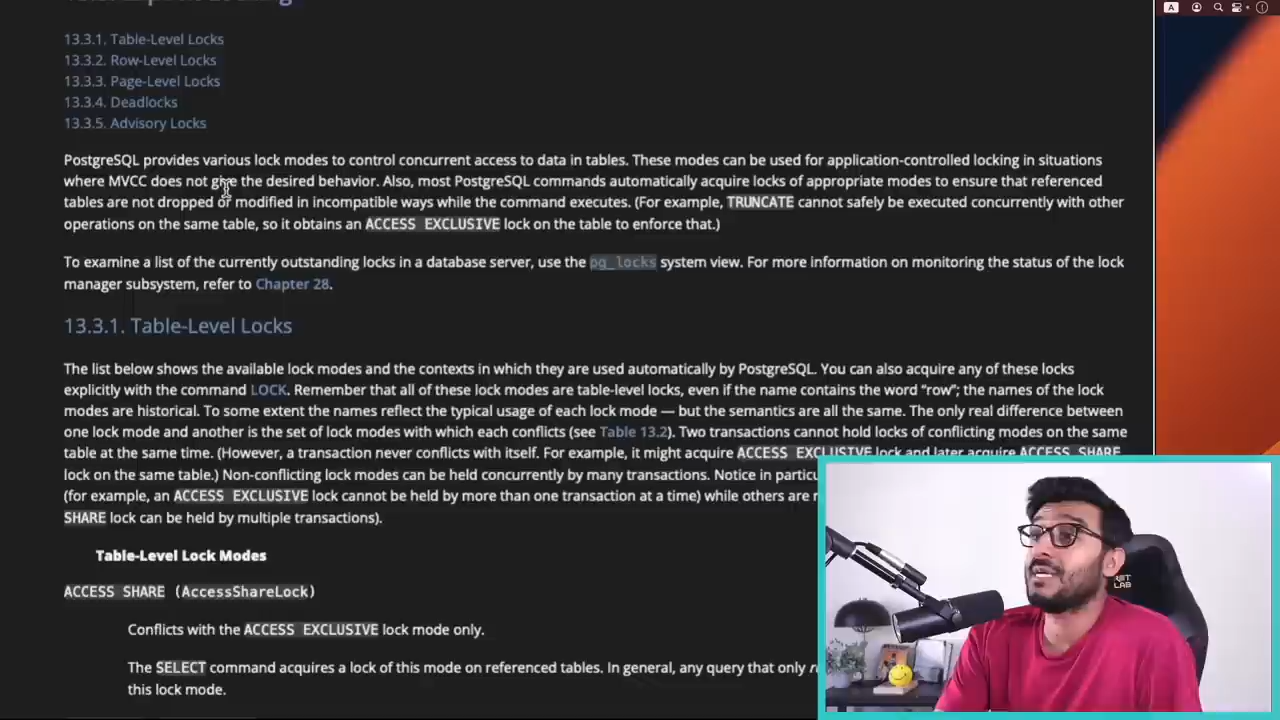 13.3.1. Table-Level Locks
13.3.2. Row-Level Locks
13.3.3. Page-Level Locks
13.3.4. Deadlocks
13.3.5. Advisory Locks
PostgreSQL provides various lock modes to control concurrent access to data in tables. These modes can be used for application-controlled locking in situations
where MVCC does not give the desired behavior. Also, most PostgreSQL commands automatically acquire locks of appropriate modes to ensure that referenced
tables are not dropped or modified in incompatible ways while the command executes. (For example, TRUNCATE cannot safely be executed concurrently with other
operations on the same table, so it obtains an ACCESS EXCLUSIVE lock on the table to enforce that.)
To examine a list of the currently outstanding locks in a database server, use the pg_locks system view. For more information on monitoring the status of the lock
manager subsystem, refer to Chapter 28.
13.3.1. Table-Level Locks
The list below shows the available lock modes and the contexts in which they are used automatically by PostgreSQL. You can also acquire any of these locks
explicitly with the command LOCK. Remember that all of these lock modes are table-level locks, even if the name contains the word “row”; the names of the lock
modes are historical. To some extent the names reflect the typical usage of each lock mode — but the semantics are all the same. The only real difference between
one lock mode and another is the set of lock modes with which each conflicts (see Table 13.2). Two transactions cannot hold locks of conflicting modes on the same
table at the same time. (However, a transaction never conflicts with itself. For example, it might acquire ACCESS EXCLUSIVE lock and later acquire ACCESS SHARE
lock on the same table.) Non-conflicting lock modes can be held concurrently by many transactions. Notice in
(for example, an ACCESS EXCLUSIVE lock cannot be held by more than one transaction at a time) while others are
SHARE lock can be held by multiple transactions).
Table-Level Lock Modes
ACCESS SHARE (AccessShareLock)
Conflicts with the ACCESS EXCLUSIVE lock mode only.
The SELECT command acquires a lock of this mode on referenced tables. In general, any query that only
this lock mode.